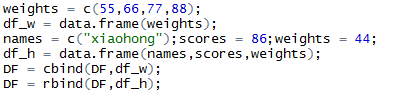 weights = c(55,66,77,88);
df_w = data.frame(weights);
names = c("xiaohong");scores = 86;weights = 44;
df_h = data.frame(names,scores,weights);
DF = cbind(DF,df_w);
DF = rbind(DF,df_h);